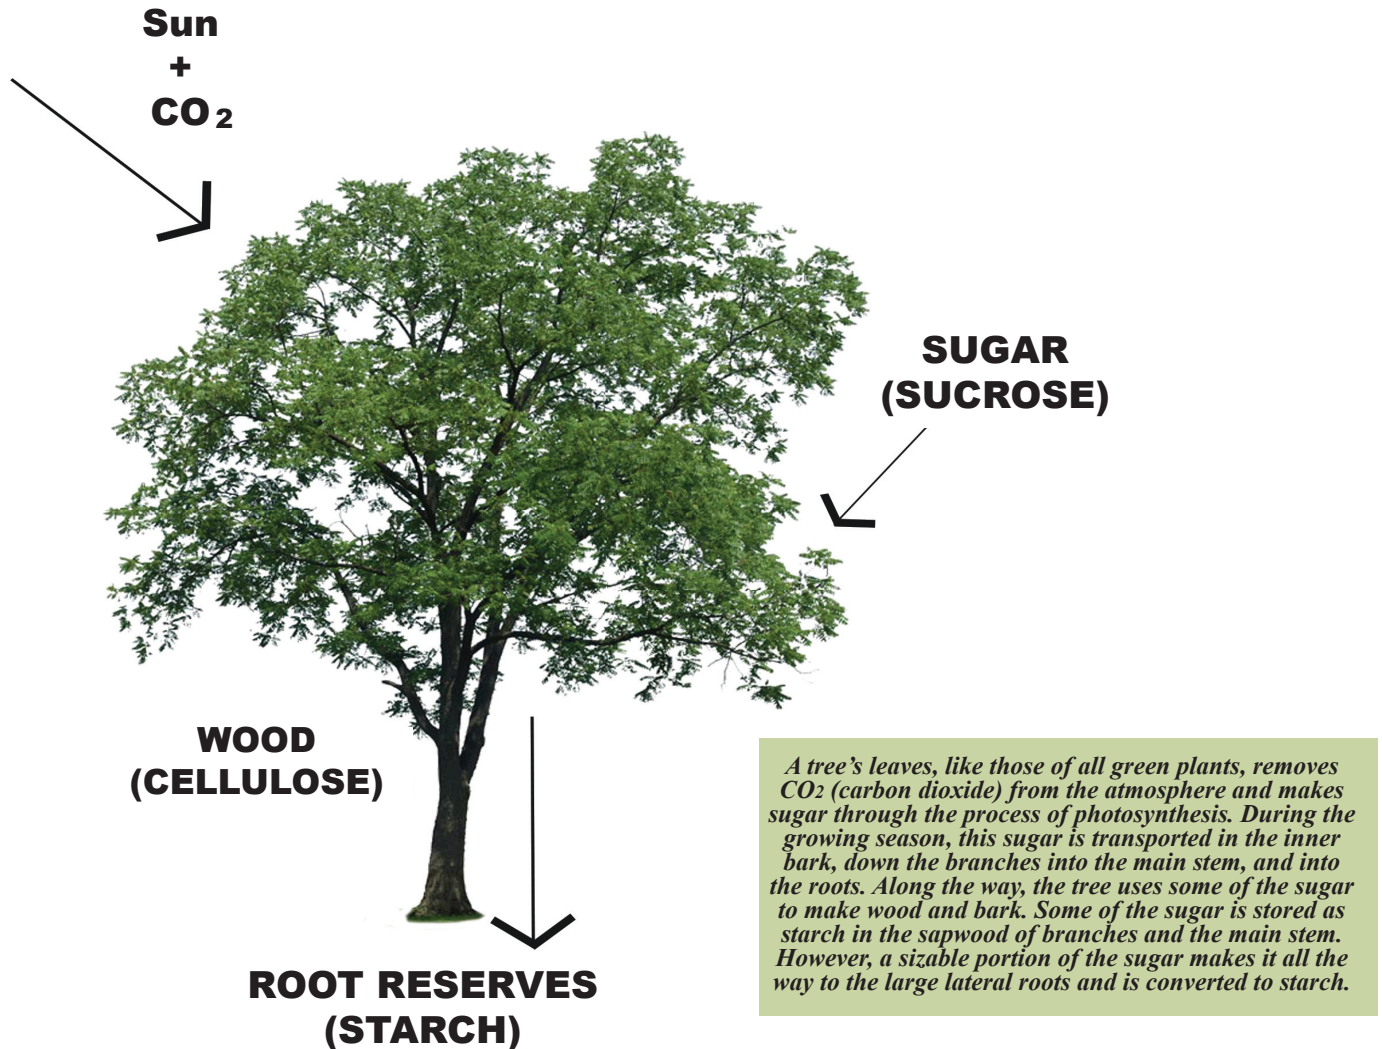 Sun
+
CO2
SUGAR
(SUCROSE)
WOOD
(CELLULOSE)
A tree’s leaves, like those of all green plants, removes
CO2 (carbon dioxide) from the atmosphere and makes
sugar through the process of photosynthesis. During the
growing season, this sugar is transported in the inner
bark, down the branches into the main stem, and into
the roots. Along the way, the tree uses some of the sugar
to make wood and bark. Some of the sugar is stored as
starch in the sapwood of branches and the main stem.
However, a sizable portion of the sugar makes it all the
way to the large lateral roots and is converted to starch.
ROOT RESERVES
(STARCH)